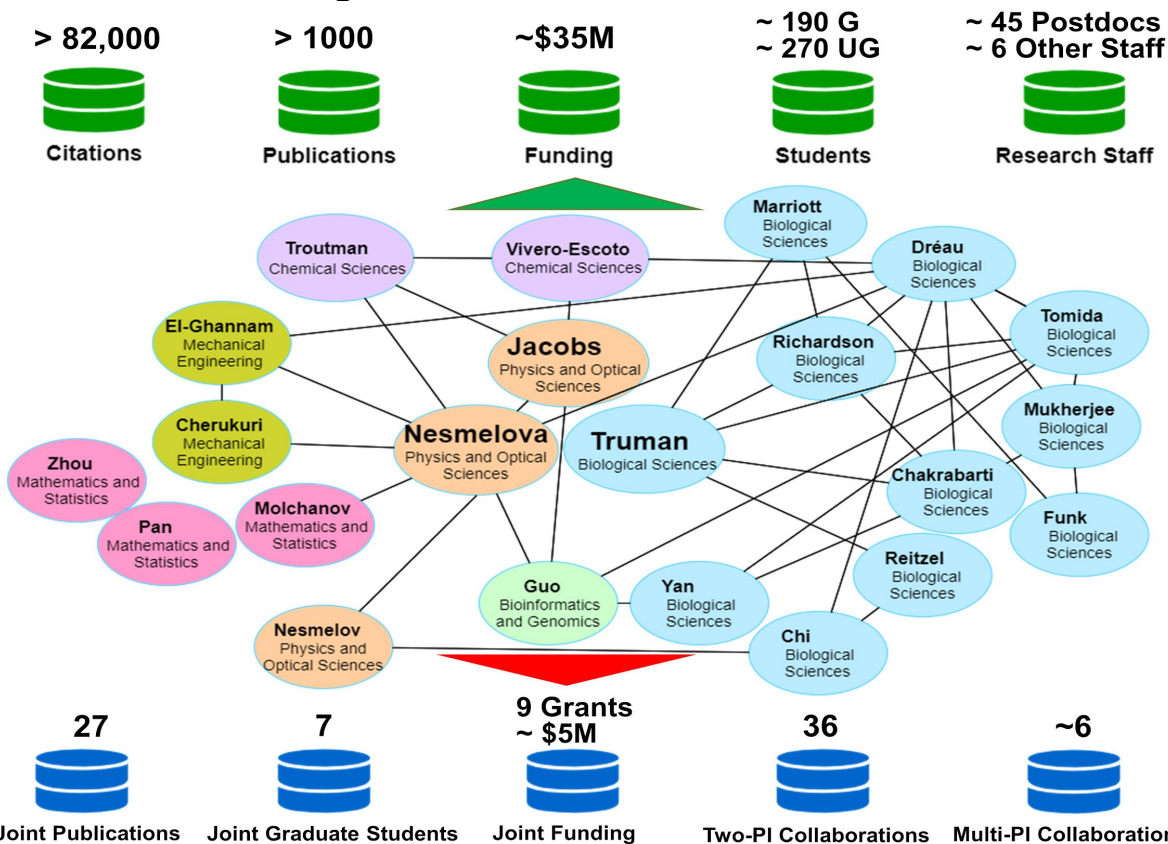 > 82,000
> 1000
~$35M
~ 190 G
~ 270 UG
~ 45 Postdocs
~ 6 Other Staff
Citations
Publications
Funding
Students
Research Staff
Marriott
Biological
Sciences
Troutman
Chemical Sciences
Vivero-Escoto
Chemical Sciences
Dréau
Biological
Sciences
El-Ghannam
Mechanical
Engineering
Jacobs
Physics and Optical
Sciences
Richardson
Biological
Sciences
Tomida
Biological
Sciences
Cherukuri
Mechanical
Engineering
Nesmelova
Physics and Optical
Sciences
Truman
Biological Sciences
Mukherjee
Biological
Sciences
Zhou
Mathematics and
Statistics
Pan
Mathematics and
Statistics
Molchanov
Mathematics and
Statistics
Chakrabarti
Biological
Sciences
Funk
Biological
Sciences
Guo
Bioinformatics
and Genomics
Yan
Biological
Sciences
Reitzel
Biological
Sciences
Nesmelov
Physics and
Optical Sciences
Chi
Biological
Sciences
27
7
9 Grants
~ $5M
36
~6
Joint Publications
Joint Graduate Students
Joint Funding
Two-PI Collaborations
Multi-PI Collaboration